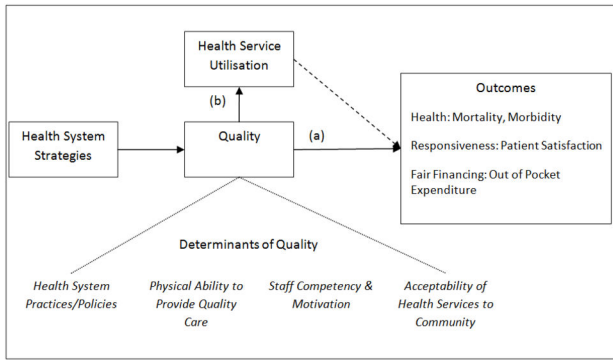 Health Service
Utilisation
(b)
Health System
Strategies
Quality
(a)
Outcomes
Health: Mortality, Morbidity
Responsiveness: Patient Satisfaction
Fair Financing: Out of Pocket
Expenditure
Determinants of Quality
Health System
Practices/Policies
Physical Ability to
Provide Quality
Care
Staff Competency &
Motivation
Acceptability of
Health Services to
Community